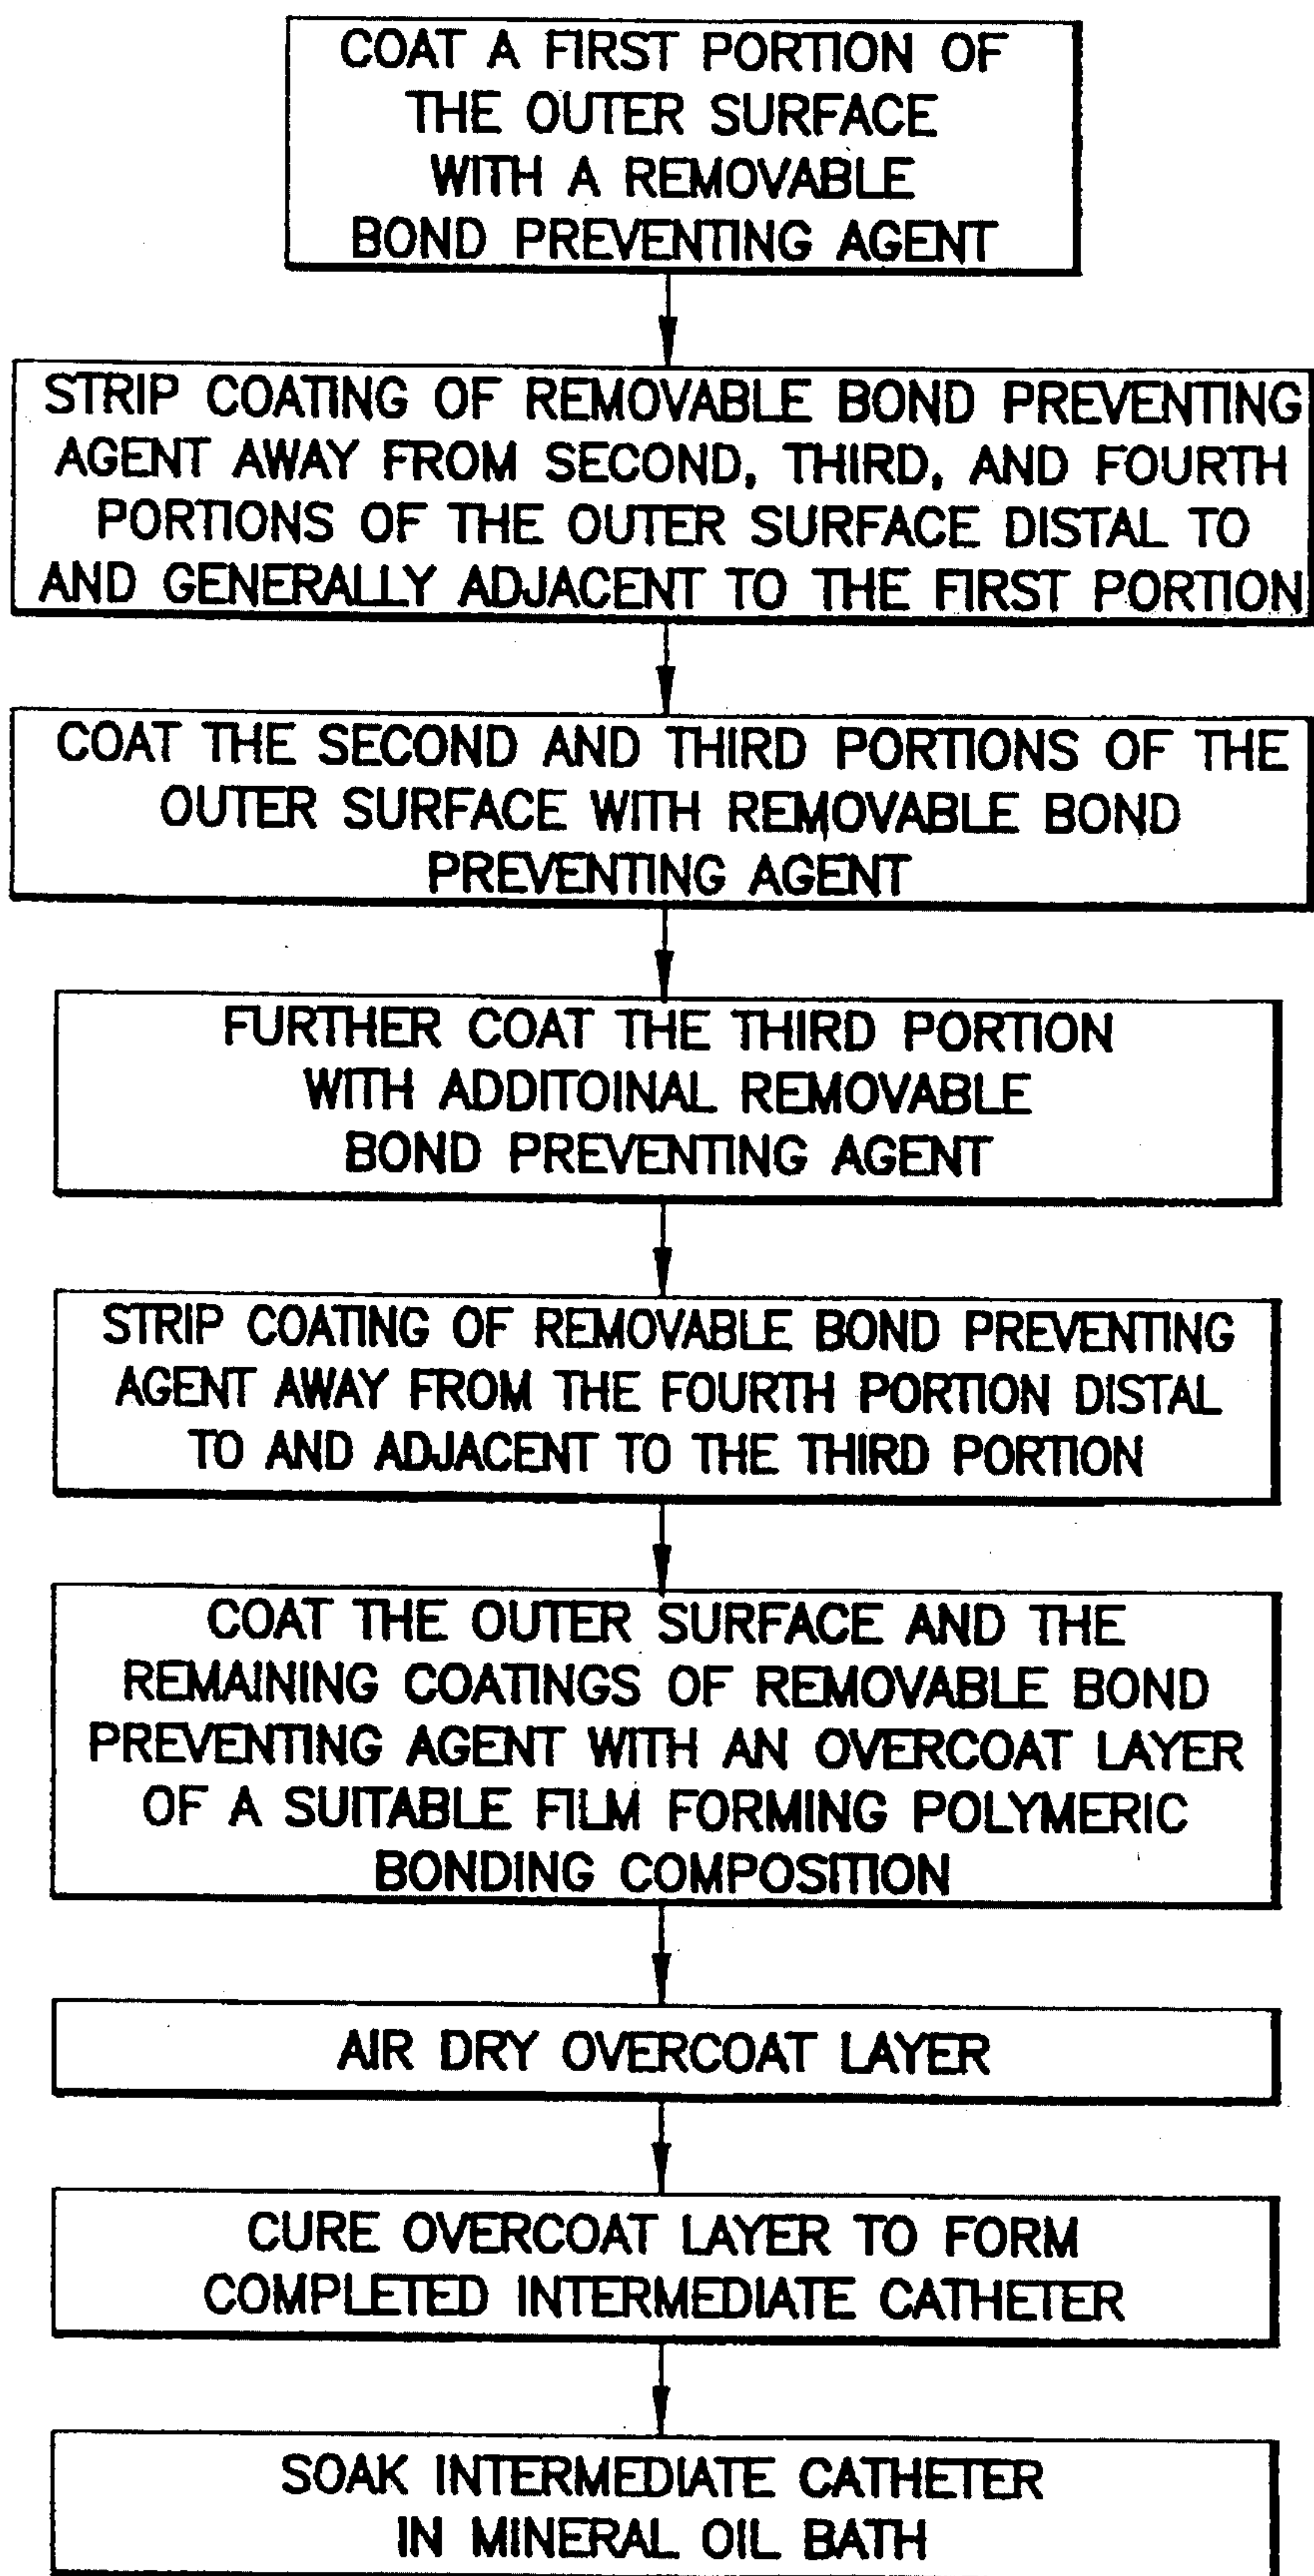 COAT A FIRST PORTION OF
THE OUTER SURFACE
WITH A REMOVABLE
BOND PREVENTING AGENT
STRIP COATING OF REMOVABLE BOND PREVENTING
AGENT AWAY FROM SECOND, THIRD, AND FOURTH
PORTIONS OF THE OUTER SURFACE DISTAL TO
AND GENERALLY ADJACENT TO THE FIRST PORTION
COAT THE SECOND AND THIRD PORTIONS OF THE
OUTER SURFACE WITH REMOVABLE BOND
PREVENTING AGENT
FURTHER COAT THE THIRD PORTION
WITH ADDITOINAL REMOVABLE
BOND PREVENTING AGENT
STRIP COATING OF REMOVABLE BOND PREVENTING
AGENT AWAY FROM THE FOURTH PORTION DISTAL
TO AND ADJACENT TO THE THIRD PORTION
COAT THE OUTER SURFACE AND THE
REMAINING COATINGS OF REMOVABLE BOND
PREVENTING AGENT WITH AN OVERCOAT LAYER
OF A SUITABLE FILM FORMING POLYMERIC
BONDING COMPOSITION
AIR DRY OVERCOAT LAYER
CURE OVERCOAT LAYER TO FORM
COMPLETED INTERMEDIATE CATHETER
SOAK INTERMEDIATE CATHETER
IN MINERAL OIL BATH